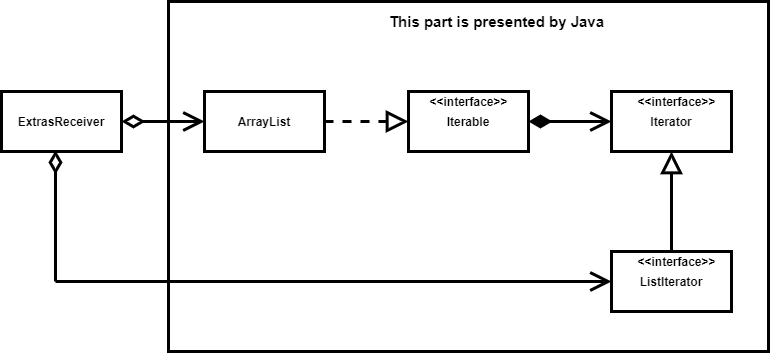 This part is presented by Java
ExtrasReceiver
ArrayList
<<interface>>
Iterable
<<interface>>
Iterator
<<interface>>
ListIterator